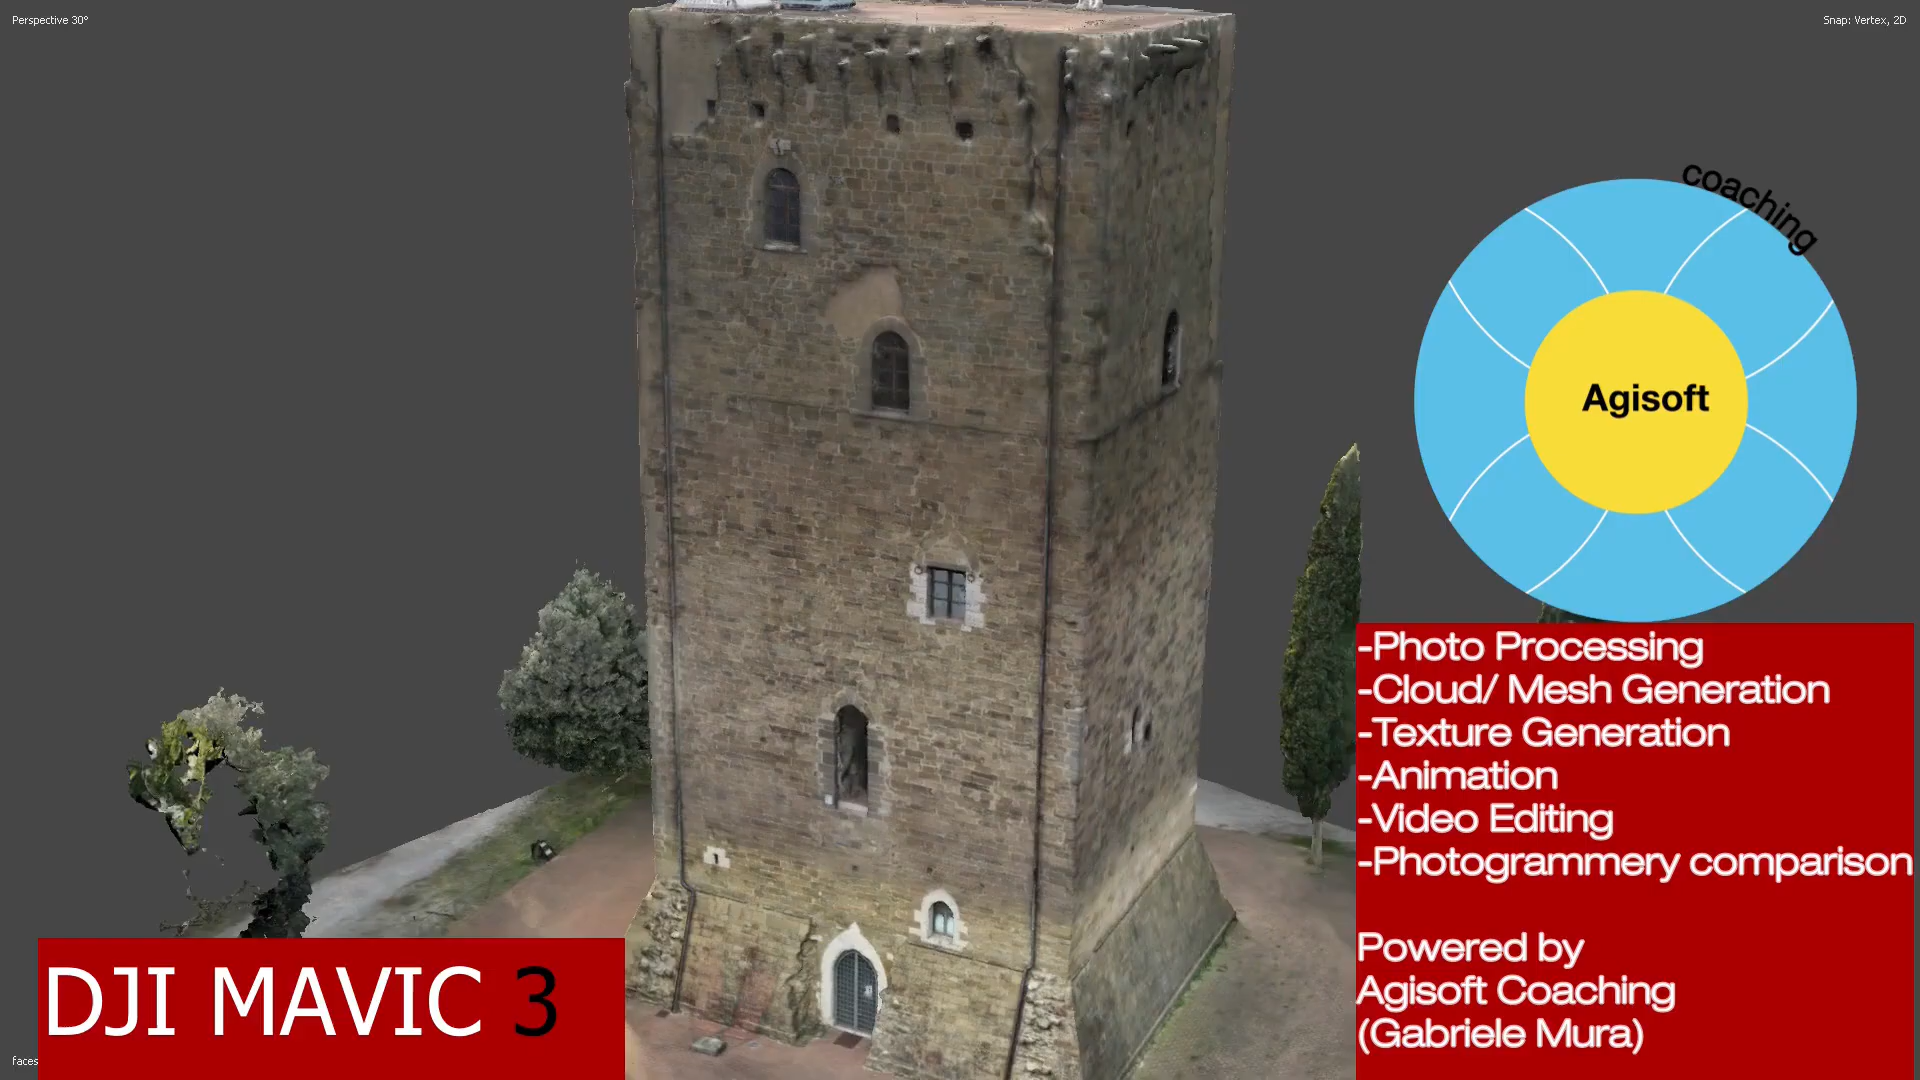 Perspective 30°
Snap: Vertex, 2D
coaching
Agisoft
-Photo Processing
-Cloud/ Mesh Generation
-Texture Generation
-Animation
-Video Editing
-Photogrammery comparison
Powered by
Agisoft Coaching
(Gabriele Mura)
DJI MAVIC 3
faces